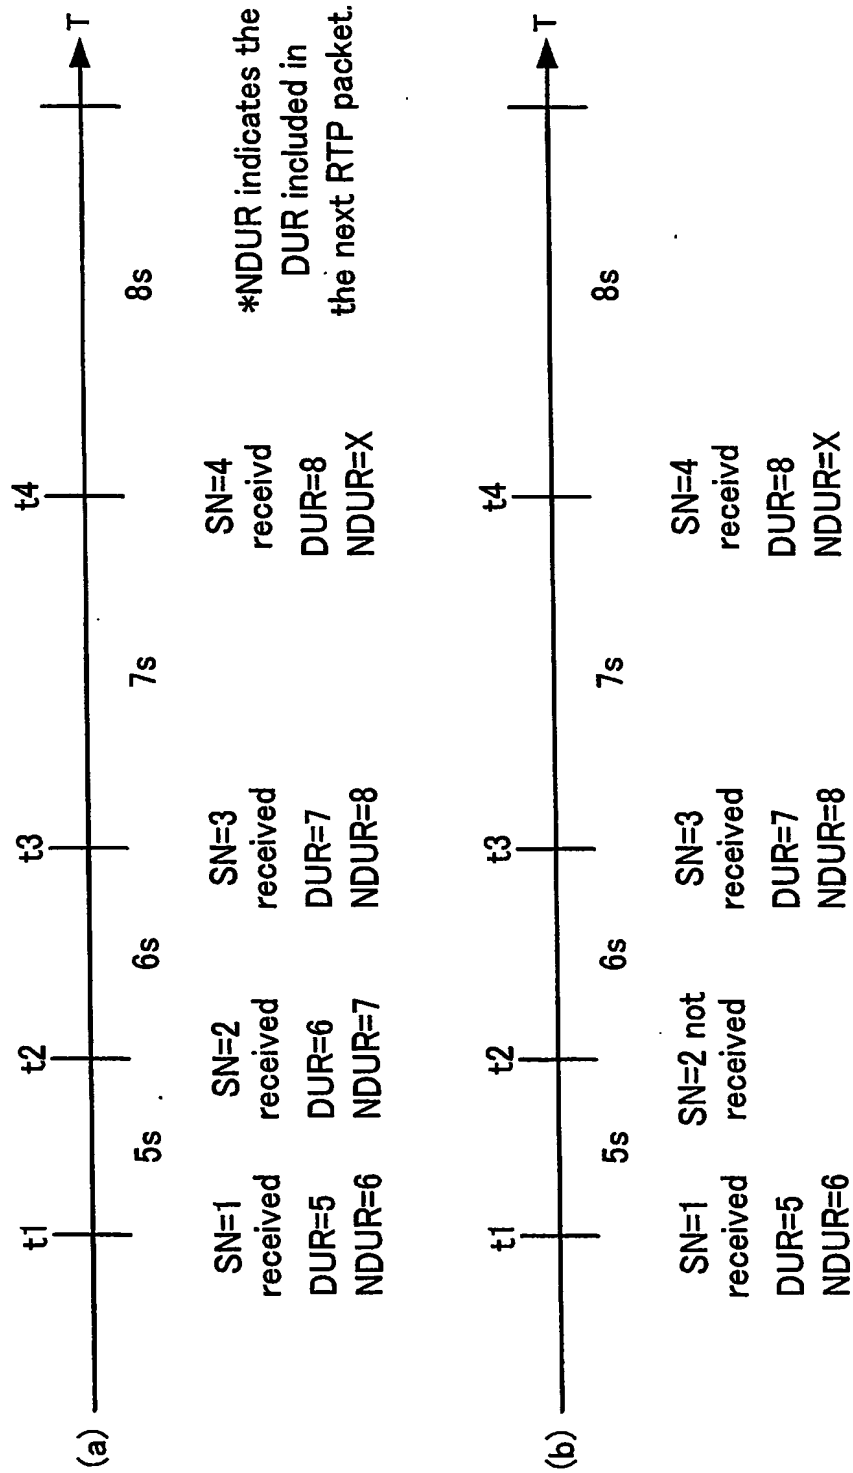 (a)
t1
t2
t3
t4
T
5s
6s
7s
8s
SN=1
received
DUR=5
NDUR=6
SN=2
received
DUR=6
NDUR=7
SN=3
received
DUR=7
NDUR=8
SN=4
receivd
DUR=8
NDUR=X
*NDUR indicates the
DUR included in
the next RTP packet.
(b)
t1
t2
t3
t4
T
5s
6s
7s
8s
SN=1
received
DUR=5
NDUR=6
SN=2 not
received
SN=3
received
DUR=7
NDUR=8
SN=4
receivd
DUR=8
NDUR=X